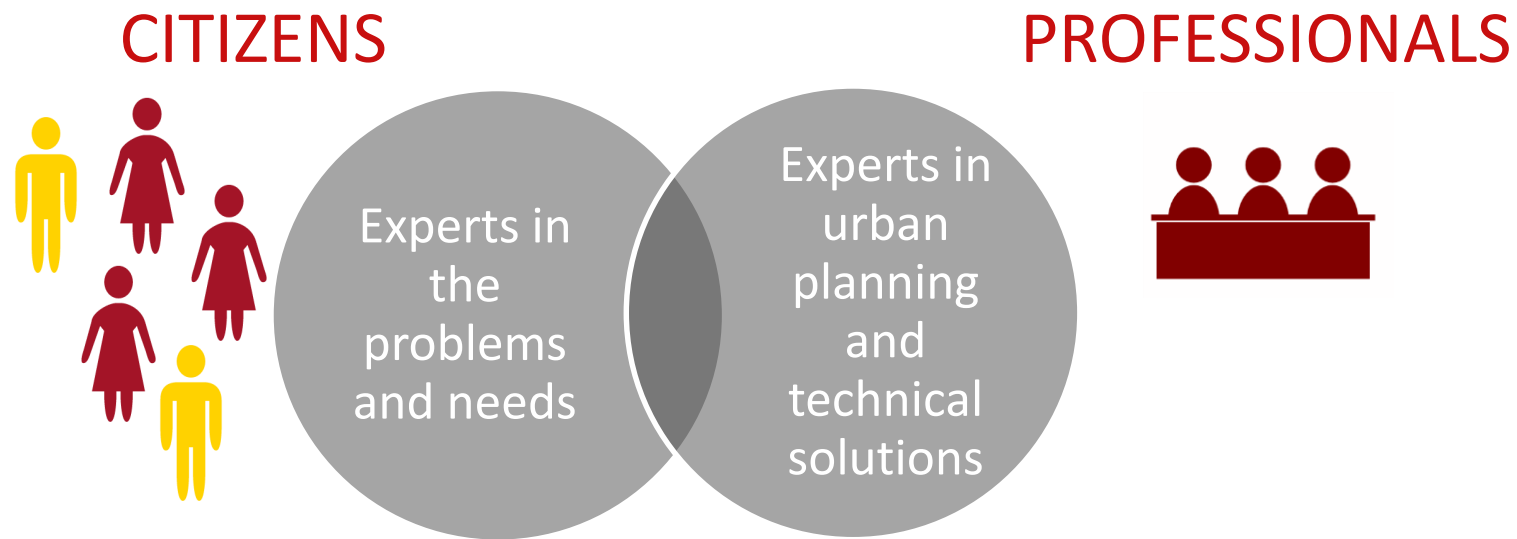 CITIZENS
PROFESSIONALS
Experts in
the
problems
and needs
Experts in
urban
planning
and
technical
solutions